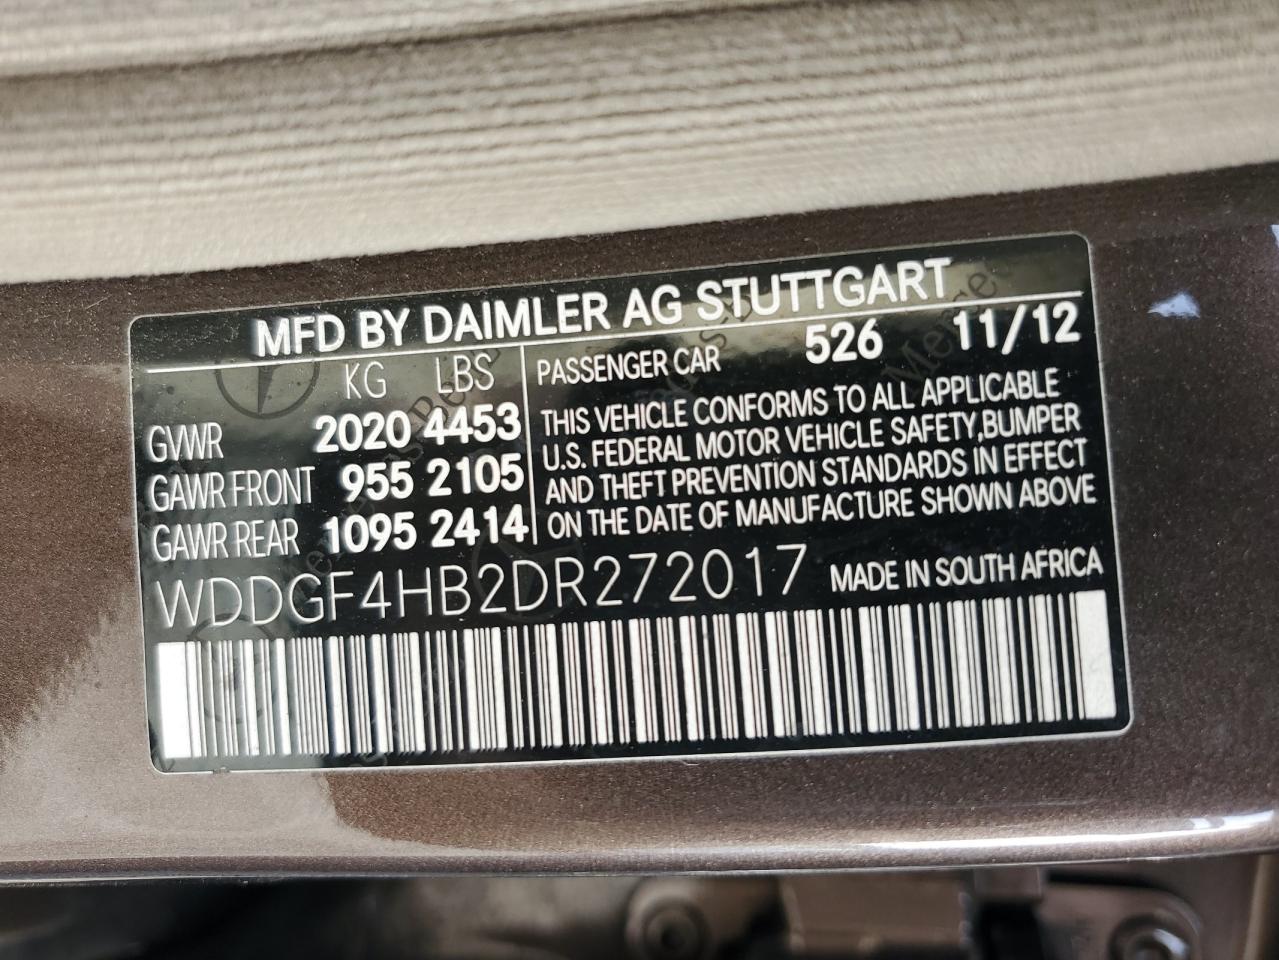 MFD BY DAIMLER AG STUTTGART
KG LBS
GVWR 2020 4453
GAWR FRONT 955 2105
GAWR REAR 1095 2414
PASSENGER CAR 526 11/12
THIS VEHICLE CONFORMS TO ALL APPLICABLE
U.S. FEDERAL MOTOR VEHICLE SAFETY,BUMPER
AND THEFT PREVENTION STANDARDS IN EFFECT
ON THE DATE OF MANUFACTURE SHOWN ABOVE
WDDGF4HB2DR272017 MADE IN SOUTH AFRICA